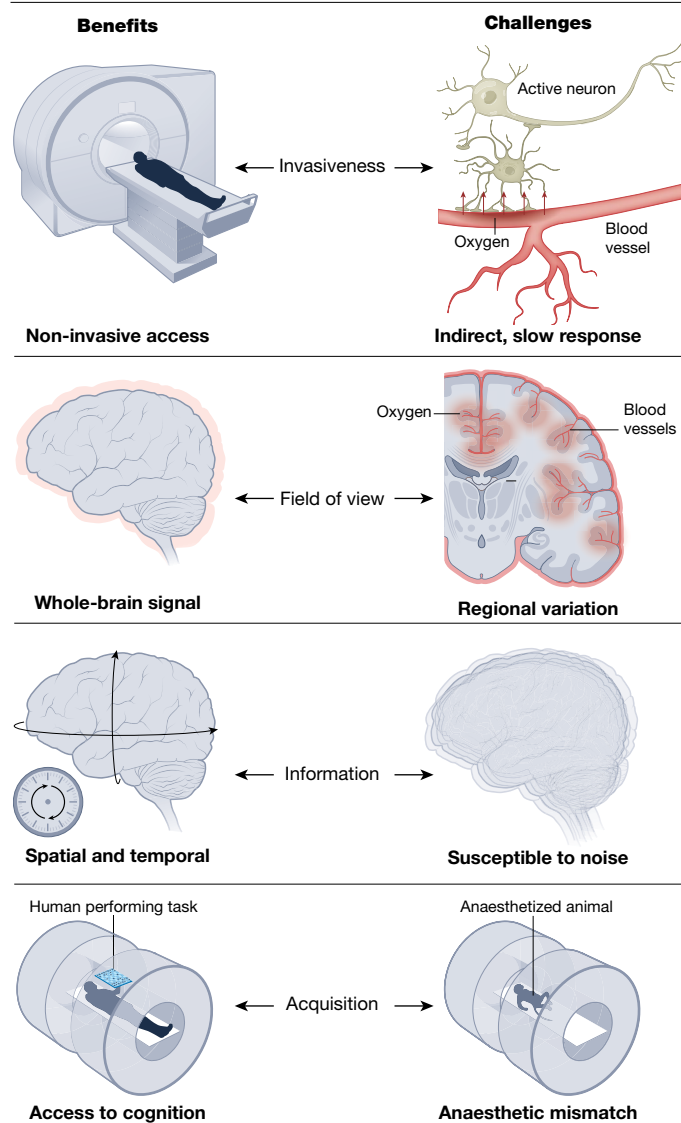 Benefits
Challenges
Active neuron
Invasiveness
Oxygen
Blood
vessel
Non-invasive access
Indirect, slow response
Oxygen
Blood
vessels
Field of view
Whole-brain signal
Regional variation
Information
Spatial and temporal
Susceptible to noise
Human performing task
Anaesthetized animal
Acquisition
Access to cognition
Anaesthetic mismatch